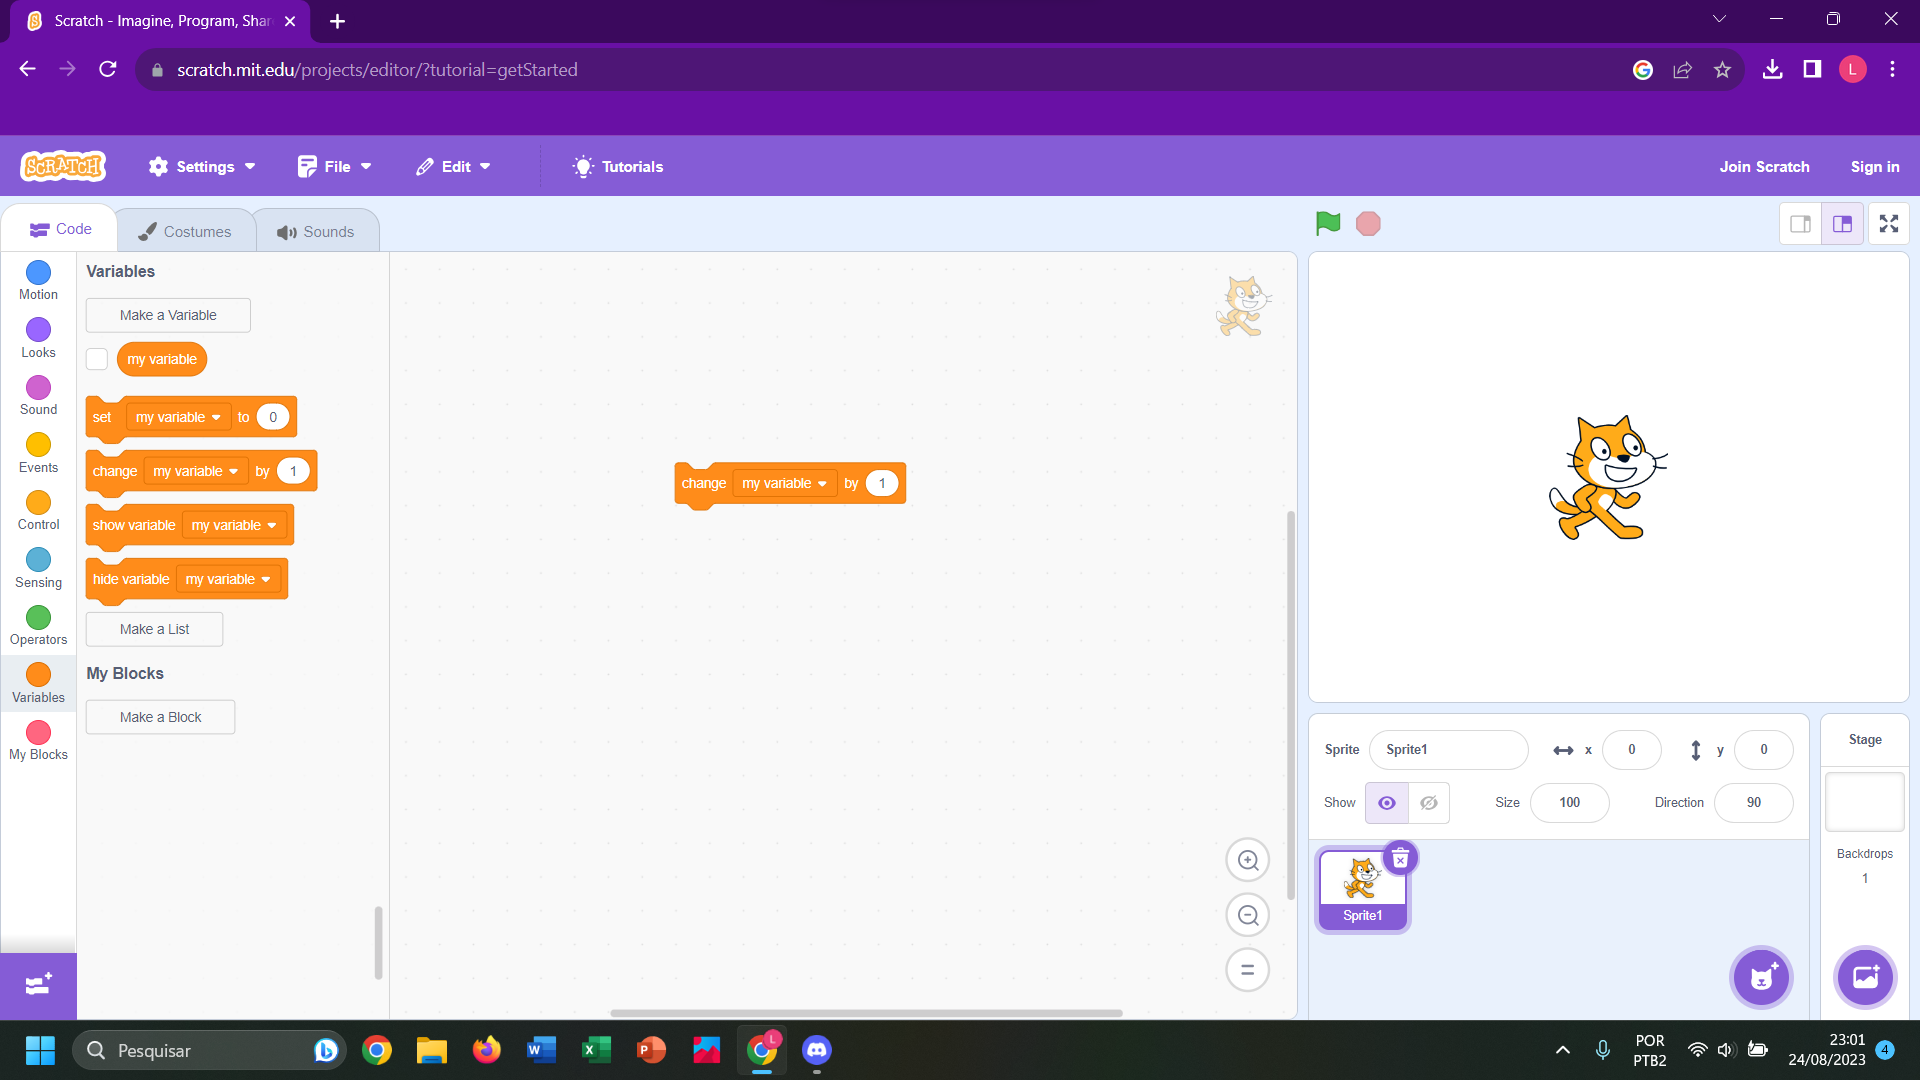 Scratch - Imagine, Program, Shar
scratch.mit.edu/projects/editor/?tutorial=getStarted
L
SCRATCH
Settings
File
Edit
Tutorials
Join Scratch
Sign in
Code
Costumes
Sounds
Motion
Looks
Sound
Events
Control
Sensing
Operators
Variables
My Blocks
Variables
Make a Variable
my variable
set my variable to 0
change my variable by 1
show variable my variable
hide variable my variable
Make a List
My Blocks
Make a Block
change my variable by 1
Sprite Sprite1 x 0 y 0
Show Size 100 Direction 90
Sprite1
Stage
Backdrops
1
Pesquisar
L
POR
PTB2
23:01
24/08/2023
4